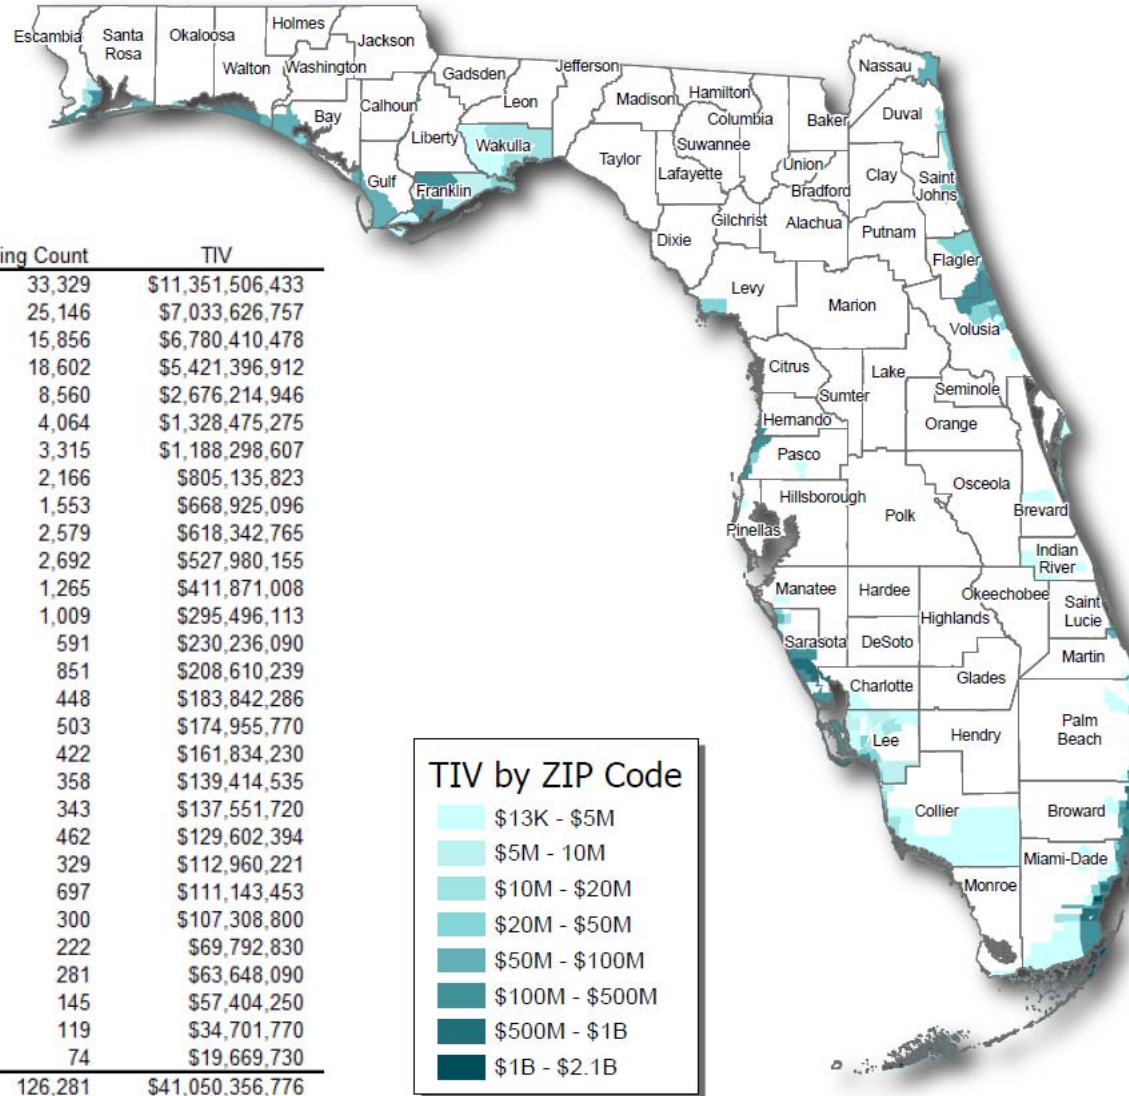 Escambia
Santa
Rosa
Okaloosa
Holmes
Jackson
Walton
Washington
Bay
Calhoun
Gulf
Gadsden
Liberty
Franklin
Leon
Wakulla
Jefferson
Madison
Taylor
Hamilton
Columbia
Suwannee
Lafayette
Dixie
Gilchrist
Baker
Union
Bradford
Alachua
Nassau
Duval
Clay
Saint
Johns
Putnam
Flagler
Levy
Marion
Volusia
Citrus
Sumter
Lake
Seminole
Hernando
Orange
Pasco
Osceola
Brevard
Hillsborough
Polk
Pinellas
Indian
River
Manatee
Hardee
Okeechobee
Highlands
Saint
Lucie
Sarasota
DeSoto
Martin
Charlotte
Glades
Palm
Beach
Lee
Hendry
Collier
Broward
Miami-Dade
Monroe
ing Count TIV
33,329 $11,351,506,433
25,146 $7,033,626,757
15,856 $6,780,410,478
18,602 $5,421,396,912
8,560 $2,676,214,946
4,064 $1,328,475,275
3,315 $1,188,298,607
2,166 $805,135,823
1,553 $668,925,096
2,579 $618,342,765
2,692 $527,980,155
1,265 $411,871,008
1,009 $295,496,113
591 $230,236,090
851 $208,610,239
448 $183,842,286
503 $174,955,770
422 $161,834,230
358 $139,414,535
343 $137,551,720
462 $129,602,394
329 $112,960,221
697 $111,143,453
300 $107,308,800
222 $69,792,830
281 $63,648,090
145 $57,404,250
119 $34,701,770
74 $19,669,730
126,281 $41,050,356,776
TIV by ZIP Code
$13K - $5M
$5M - 10M
$10M - $20M
$20M - $50M
$50M - $100M
$100M - $500M
$500M - $1B
$1B - $2.1B